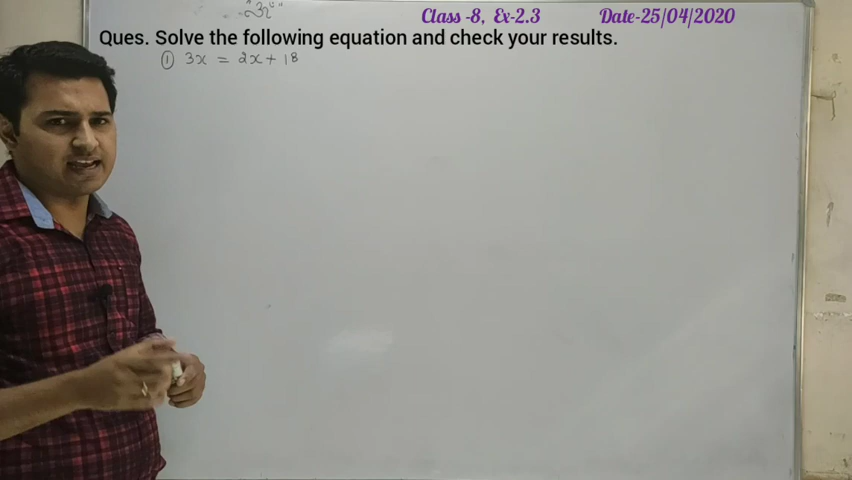 Class -8, Ex-2.3 Date-25/04/2020
Ques. Solve the following equation and check your results.
① 3x = 2x + 18